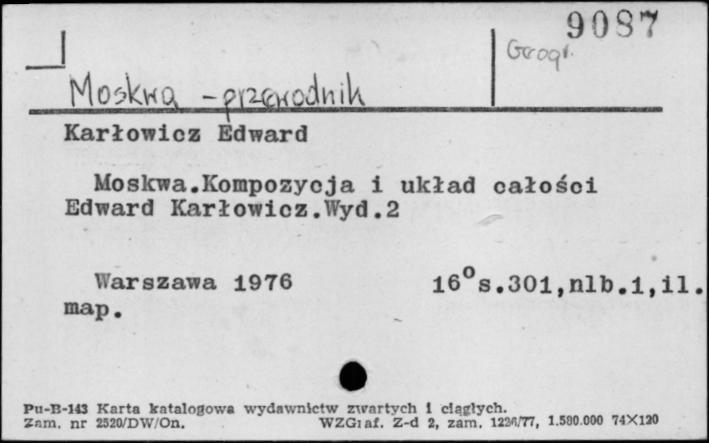 9087
Geogr.
Moskwa - przewodnik
Karłowicz Edward
Moskwa.Kompozycja i układ całości
Edward Karłowicz.Wyd.2
Warszawa 1976 16° s.301,nlb.1,il.
map.
Pu-B-143 Karta katalogowa wydawnictw zwartych i ciągłych.
Zam. nr 2520/DW/On. WZGraf. Z-d 2, zam. 1226/77, 1.500.000 74X120